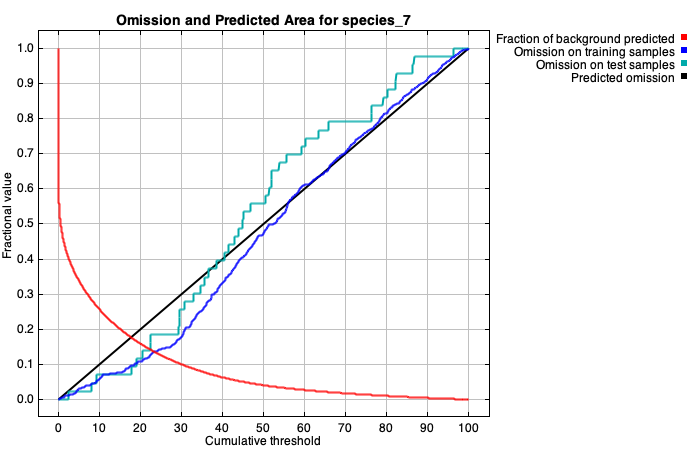 Omission and Predicted Area for species_7
Fraction of background predicted
Omission on training samples
Omission on test samples
Predicted omission
Fractional value
1.0
0.9
0.8
0.7
0.6
0.5
0.4
0.3
0.2
0.1
0.0
0 10 20 30 40 50 60 70 80 90 100
Cumulative threshold